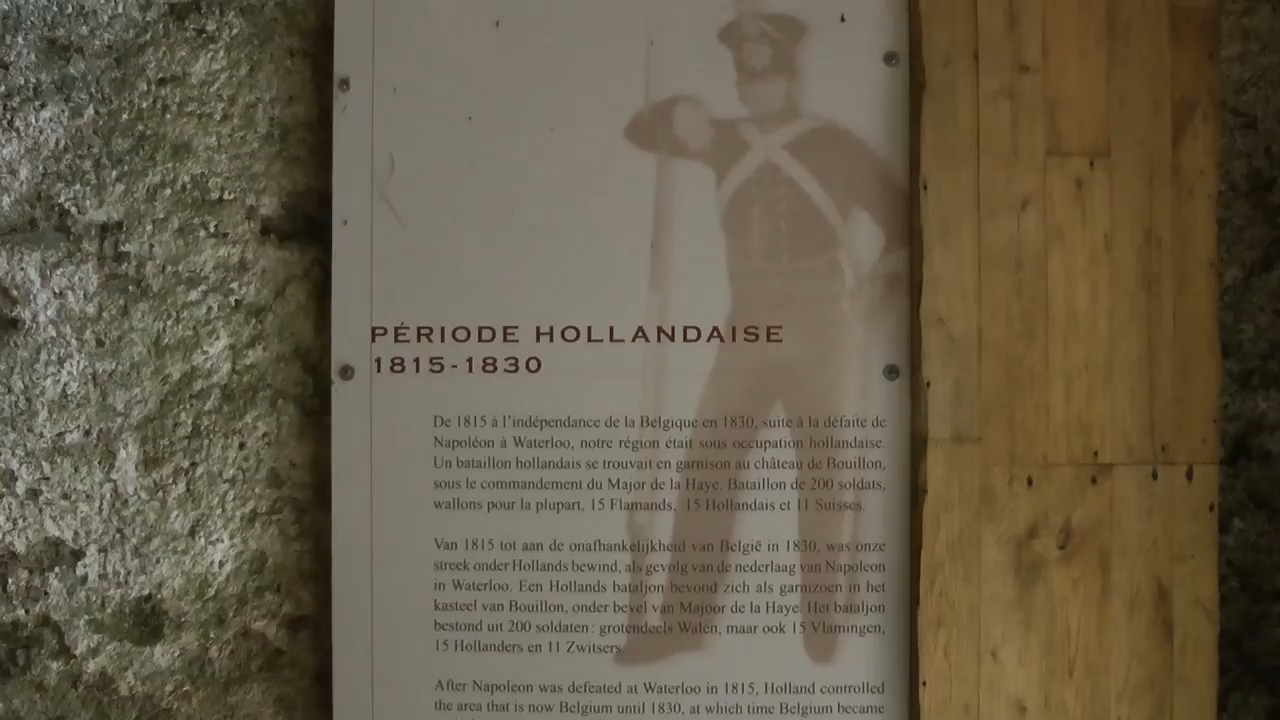 PÉRIODE HOLLANDAISE
1815-1830
De 1815 à l'indépendance de la Belgique en 1830, suite à la défaite de
Napoléon à Waterloo, notre région était sous occupation hollandaise.
Un bataillon hollandais se trouvait en garnison au château de Bouillon,
sous le commandement du Major de la Haye. Bataillon de 200 soldats,
wallons pour la plupart, 15 Flamands, 15 Hollandais et 11 Suisses.
Van 1815 tot aan de onafhankelijkheid van België in 1830, was onze
streek onder Hollands bewind, als gevolg van de nederlaag van Napoleon
in Waterloo. Een Hollands bataljon bevond zich als garnizoen in het
kasteel van Bouillon, onder bevel van Majoor de la Haye. Het bataljon
bestond uit 200 soldaten : grotendeels Walen, maar ook 15 Vlamingen,
15 Hollanders en 11 Zwitsers.
After Napoleon was defeated at Waterloo in 1815, Holland controlled
the area that is now Belgium until 1830, at which time Belgium became